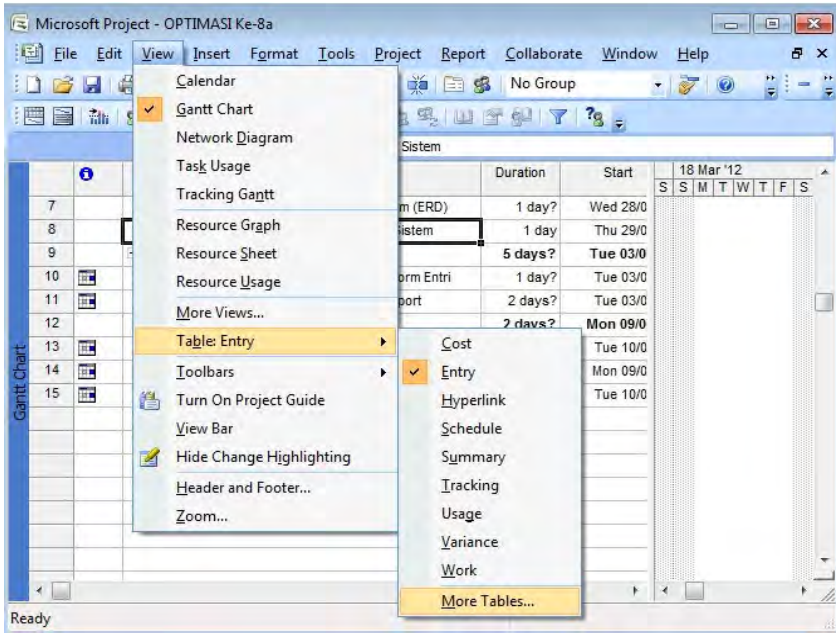 Microsoft Project - OPTIMASI Ke-8a
File Edit View Insert Format Tools Project Report Collaborate Window Help
No Group
Sistem
Calendar
Gantt Chart
Network Diagram
Task Usage
Tracking Gantt
Resource Graph
Resource Sheet
Resource Usage
More Views...
Table: Entry
Toolbars
Turn On Project Guide
View Bar
Hide Change Highlighting
Header and Footer...
Zoom...
Cost
Entry
Hyperlink
Schedule
Summary
Tracking
Usage
Variance
Work
More Tables...
Duration Start 18 Mar '12
S S M T W T F S
7 (ERD) 1 day? Wed 28/0
8 1 day Thu 29/0
9 5 days? Tue 03/0
10 Entri 1 day? Tue 03/0
11 2 days? Tue 03/0
12 2 days? Mon 09/0
13 Tue 10/0
14 Mon 09/0
15 Tue 10/0
Gantt Chart
Ready